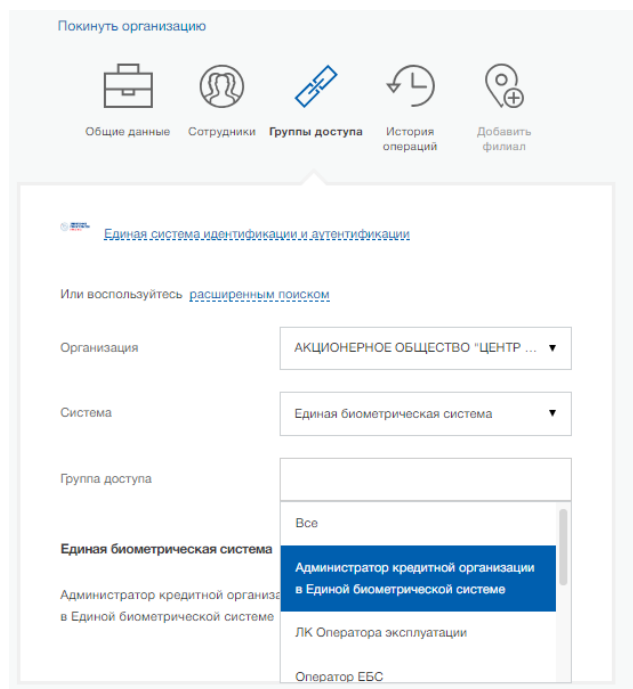 Покинуть организацию
Общие данные
Сотрудники
Группы доступа
История
операций
Добавить
филиал
Единая система идентификации и аутентификации
Или воспользуйтесь расширенным поиском
Организация
АКЦИОНЕРНОЕ ОБЩЕСТВО "ЦЕНТР ...
Система
Единая биометрическая система
Группа доступа
Все
Единая биометрическая система
Администратор кредитной организации
в Единой биометрической системе
Администратор кредитной организа
в Единой биометрической системе
ЛК Оператора эксплуатации
Оператор ЕБС